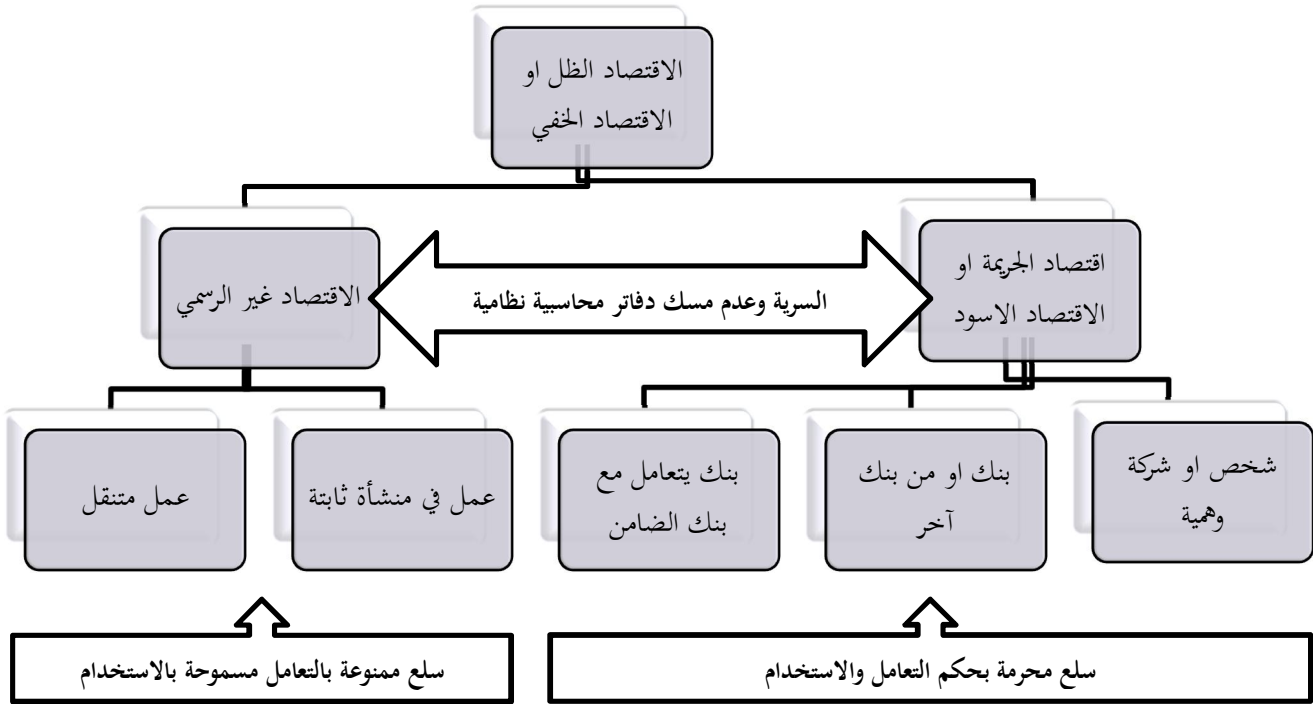 الاقتصاد الظل او
الاقتصاد الخفي
اقتصاد الجريمة او
الاقتصاد الاسود
السرية وعدم مسك دفاتر محاسبية نظامية
الاقتصاد غير الرسمي
شخص او شركة
وهمية
بنك او من بنك
آخر
بنك يتعامل مع
بنك الضامن
عمل في منشأة ثابتة
عمل متنقل
سلع محرمة بحكم التعامل والاستخدام
سلع ممنوعة بالتعامل مسموحة بالاستخدام